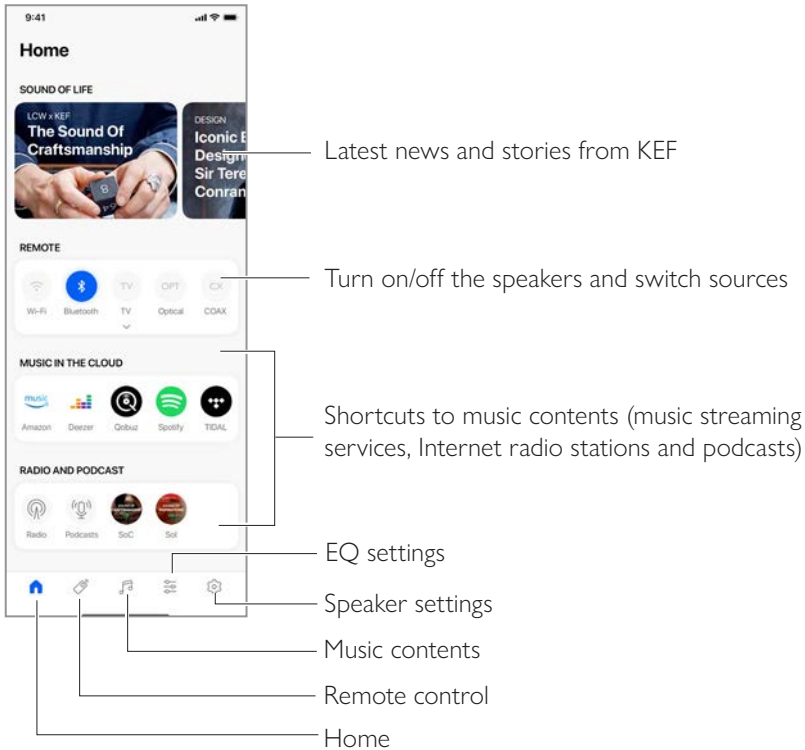 9:41
Home
SOUND OF LIFE
LCW x KEF
The Sound Of
Craftsmanship
DESIGN
Iconic B
Design
Sir Tere
Conran
Latest news and stories from KEF
REMOTE
TV OPT CX
Wi-Fi Bluetooth TV Optical COAX
Turn on/off the speakers and switch sources
MUSIC IN THE CLOUD
music
Amazon Deezer Qobuz Spotify TIDAL
Shortcuts to music contents (music streaming
services, Internet radio stations and podcasts)
RADIO AND PODCAST
Radio Podcasts SoC Sol
EQ settings
Speaker settings
Music contents
Remote control
Home